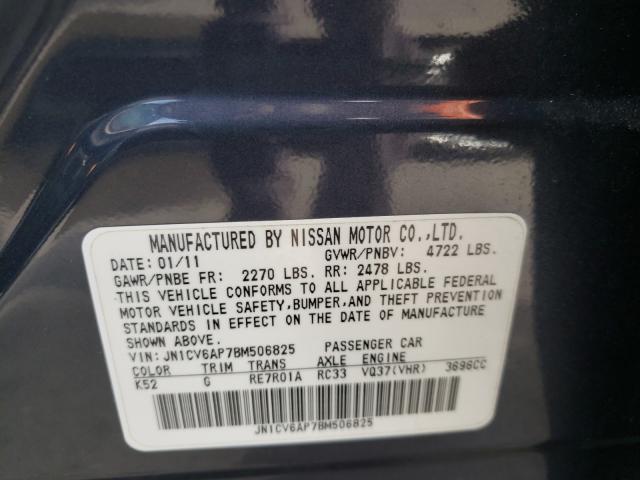 MANUFACTURED BY NISSAN MOTOR CO.,LTD.
DATE: 01/11 GVWR/PNBV: 4722 LBS.
GAWR/PNBE FR: 2270 LBS. RR: 2478 LBS.
THIS VEHICLE CONFORMS TO ALL APPLICABLE FEDERAL
MOTOR VEHICLE SAFETY, BUMPER, AND THEFT PREVENTION
STANDARDS IN EFFECT ON THE DATE OF MANUFACTURE
SHOWN ABOVE.
VIN: JN1CV6AP7BM506825 PASSENGER CAR
COLOR TRIM TRANS AXLE ENGINE
K52 G RE7R01A RC33 VQ37(VHR) 3696CC
JN1CV6AP7BM506825